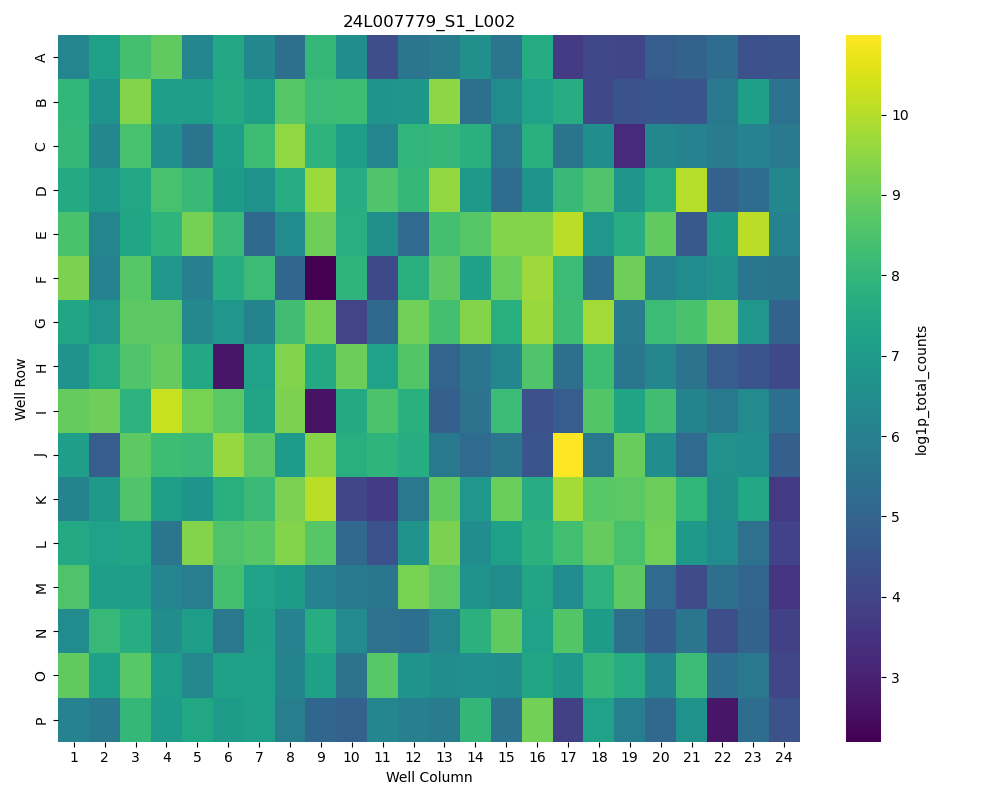 24L007779_S1_L002
A
B
C
D
E
F
G
H
I
J
K
L
M
N
O
P
Well Row
1 2 3 4 5 6 7 8 9 10 11 12 13 14 15 16 17 18 19 20 21 22 23 24
Well Column
10
9
8
7
6
5
4
3
log1p_total_counts